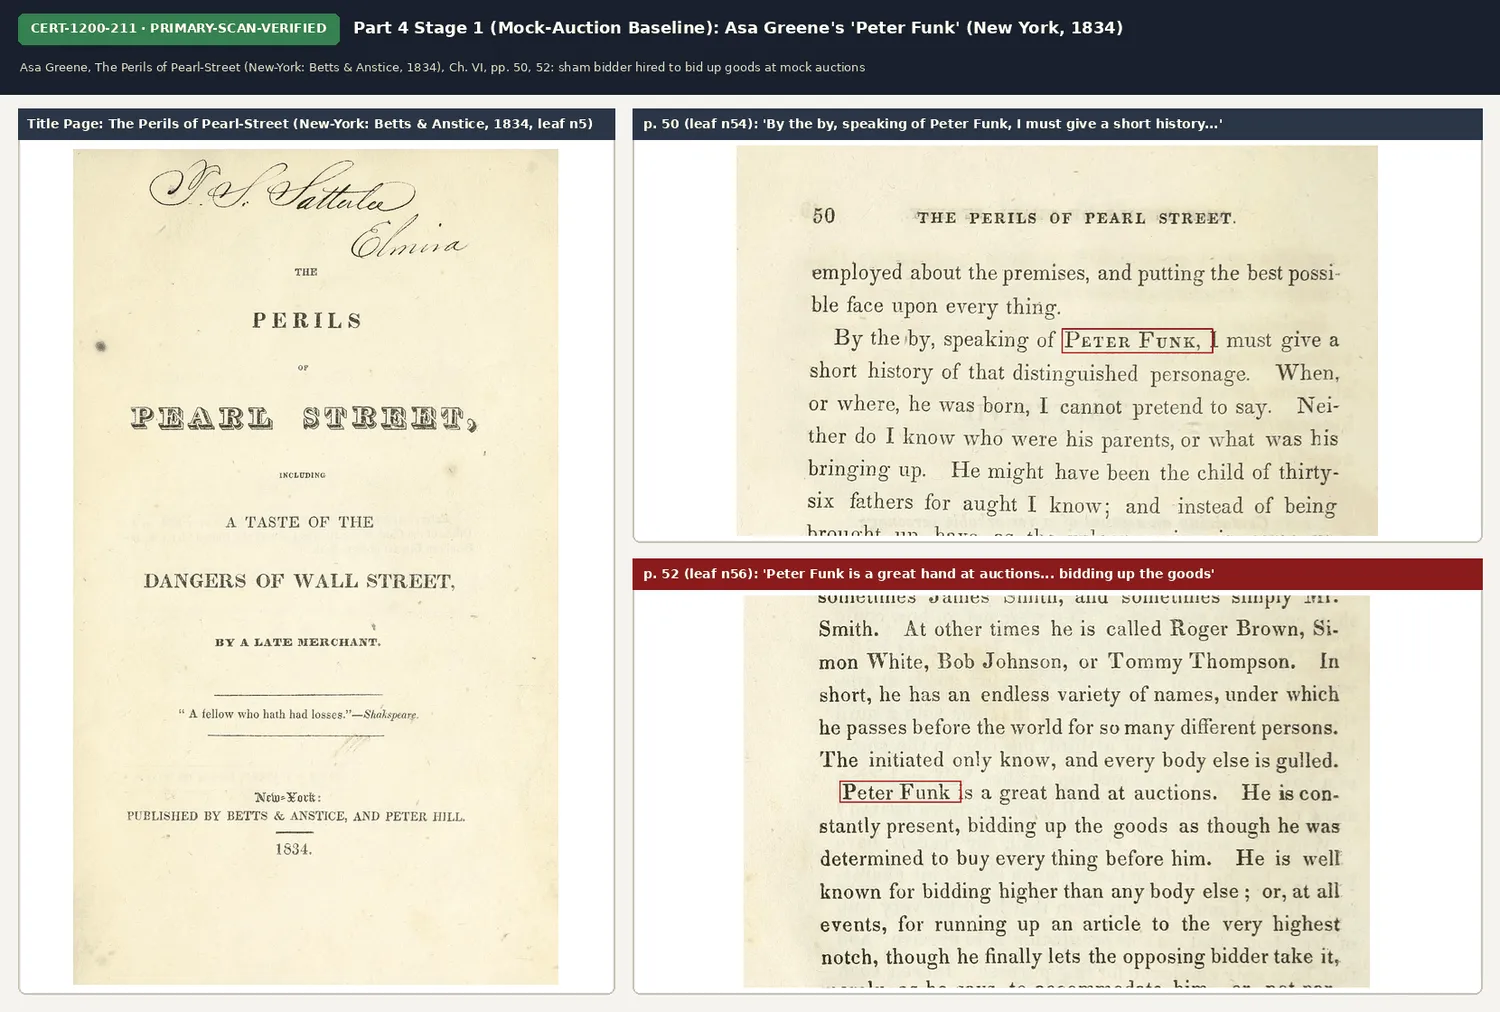 CERT-1200-211 · PRIMARY-SCAN-VERIFIED
Part 4 Stage 1 (Mock-Auction Baseline): Asa Greene's 'Peter Funk' (New York, 1834)
Asa Greene, The Perils of Pearl-Street (New-York: Betts & Anstice, 1834), Ch. VI, pp. 50, 52: sham bidder hired to bid up goods at mock auctions
Title Page: The Perils of Pearl-Street (New-York: Betts & Anstice, 1834, leaf n5)
Elmira
THE
PERILS
OF
PEARL STREET,
INCLUDING
A TASTE OF THE
DANGERS OF WALL STREET,
BY A LATE MERCHANT.
" A fellow who hath had losses."—Shakspeare.
New-York:
PUBLISHED BY BETTS & ANSTICE, AND PETER HILL.
1834.
p. 50 (leaf n54): 'By the by, speaking of Peter Funk, I must give a short history...'
50 THE PERILS OF PEARL STREET.
employed about the premises, and putting the best possi-
ble face upon every thing.
By the by, speaking of PETER FUNK, I must give a
short history of that distinguished personage. When,
or where, he was born, I cannot pretend to say. Nei-
ther do I know who were his parents, or what was his
bringing up. He might have been the child of thirty-
six fathers for aught I know; and instead of being
p. 52 (leaf n56): 'Peter Funk is a great hand at auctions... bidding up the goods'
sometimes James Smith, and sometimes simply Mr.
Smith. At other times he is called Roger Brown, Si-
mon White, Bob Johnson, or Tommy Thompson. In
short, he has an endless variety of names, under which
he passes before the world for so many different persons.
The initiated only know, and every body else is gulled.
Peter Funk is a great hand at auctions. He is con-
stantly present, bidding up the goods as though he was
determined to buy every thing before him. He is well
known for bidding higher than any body else; or, at all
events, for running up an article to the very highest
notch, though he finally lets the opposing bidder take it,